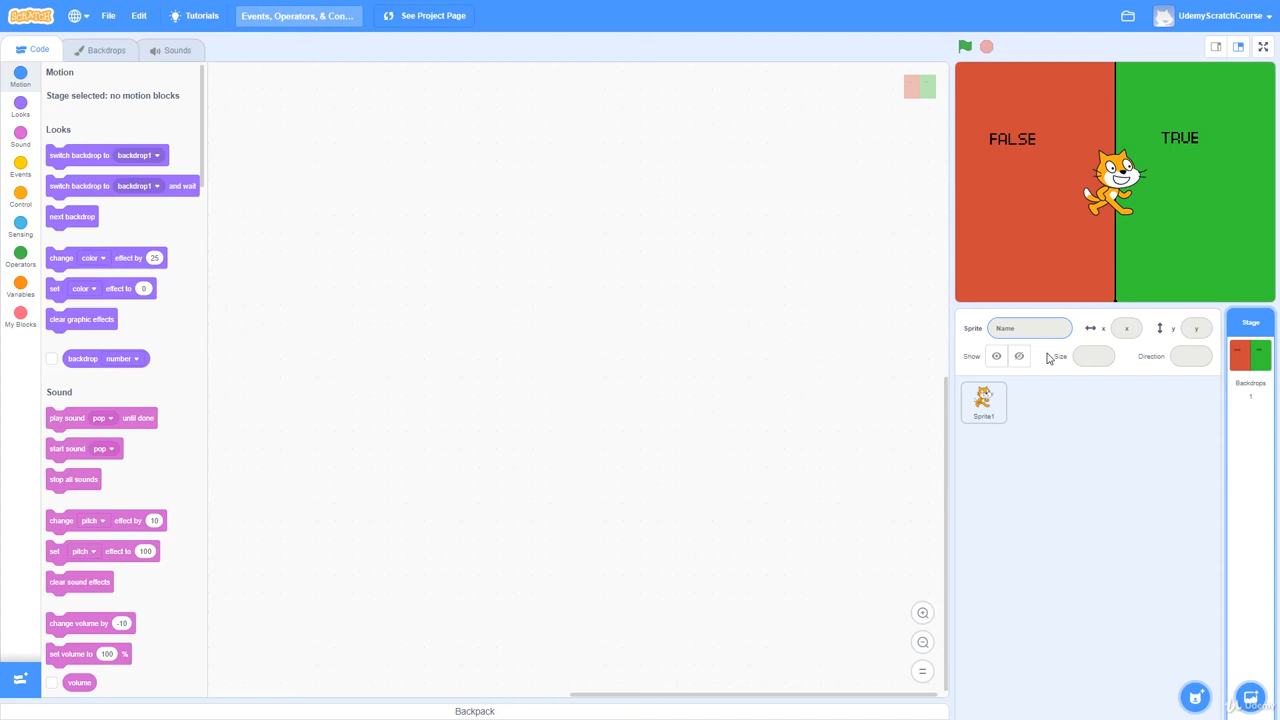 SCRATCH File Edit Tutorials Events, Operators, & Con... See Project Page UdemyScratchCourse
Code Backdrops Sounds
Motion
Looks
Sound
Events
Control
Sensing
Operators
Variables
My Blocks
Motion
Stage selected: no motion blocks
Looks
switch backdrop to backdrop1
switch backdrop to backdrop1 and wait
next backdrop
change color effect by 25
set color effect to 0
clear graphic effects
backdrop number
Sound
play sound pop until done
start sound pop
stop all sounds
change pitch effect by 10
set pitch effect to 100
clear sound effects
change volume by -10
set volume to 100 %
volume
Backpack
FALSE TRUE
Sprite Name x x y y
Show Size Direction
Sprite1
Stage
Backdrops
1
Udemy